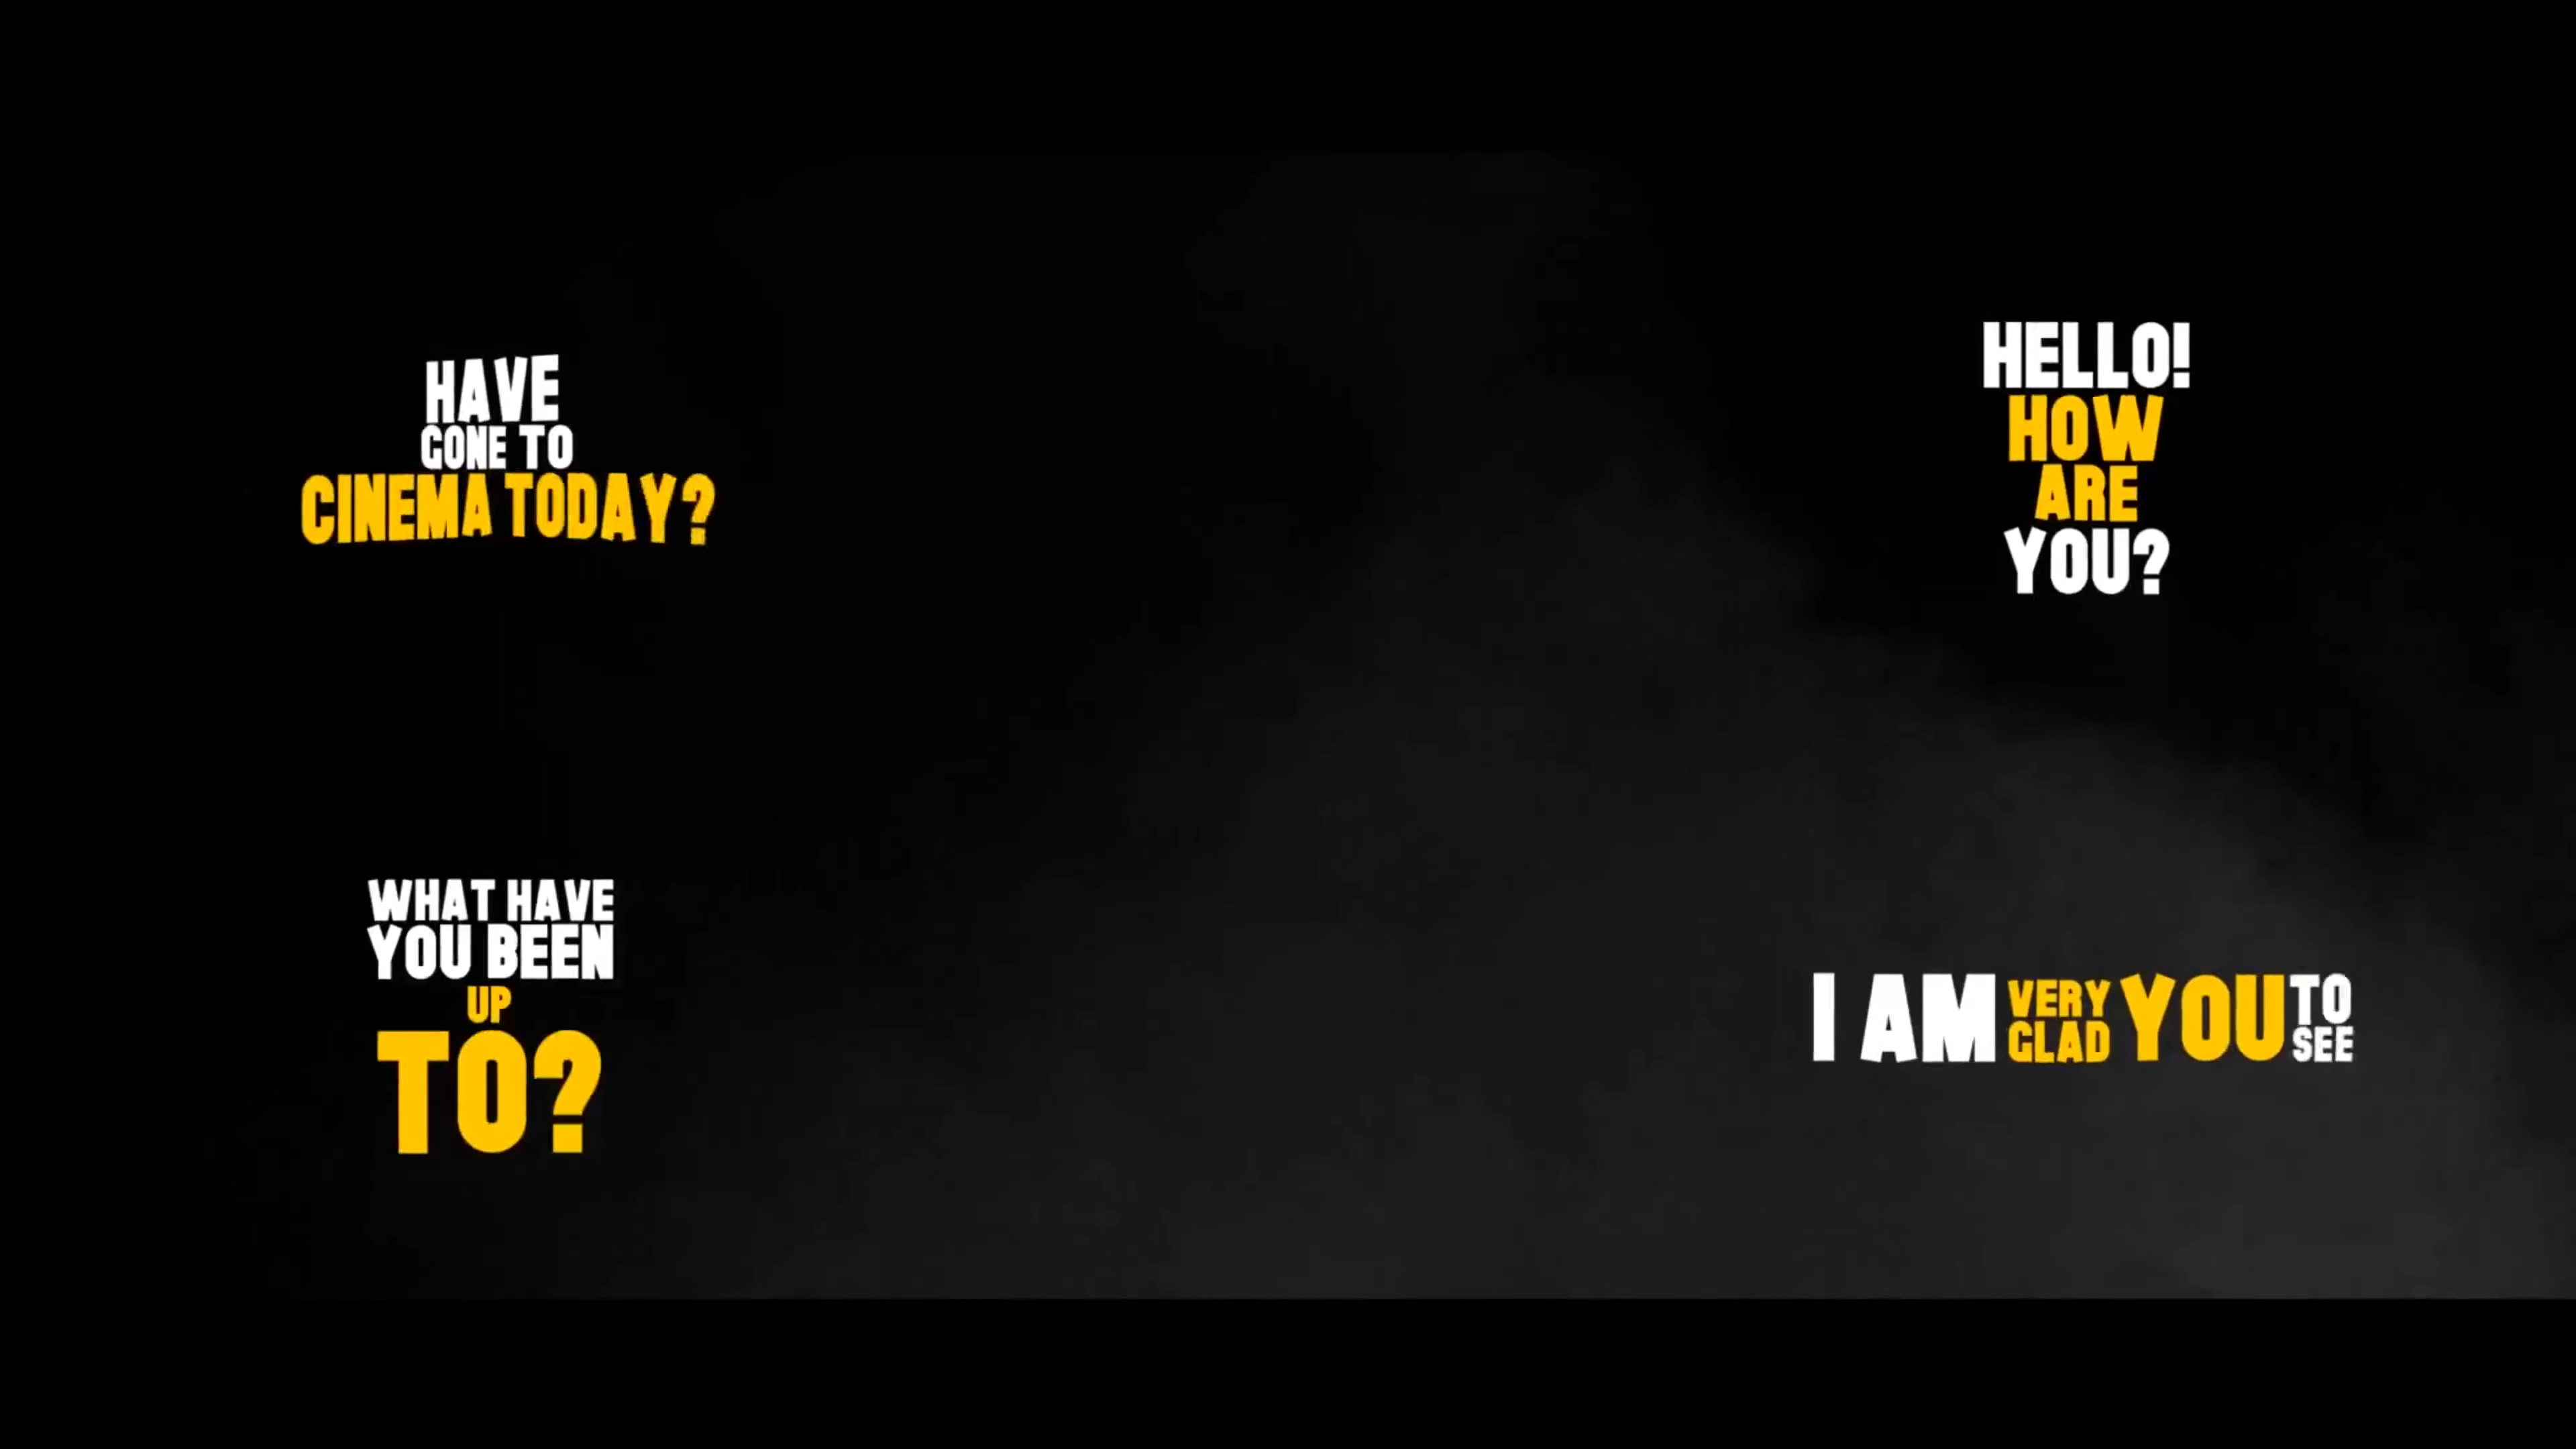 HAVE
GONE TO
CINEMA TODAY?
HELLO!
HOW
ARE
YOU?
WHAT HAVE
YOU BEEN
UP
TO?
I AM VERY GLAD YOU TO SEE